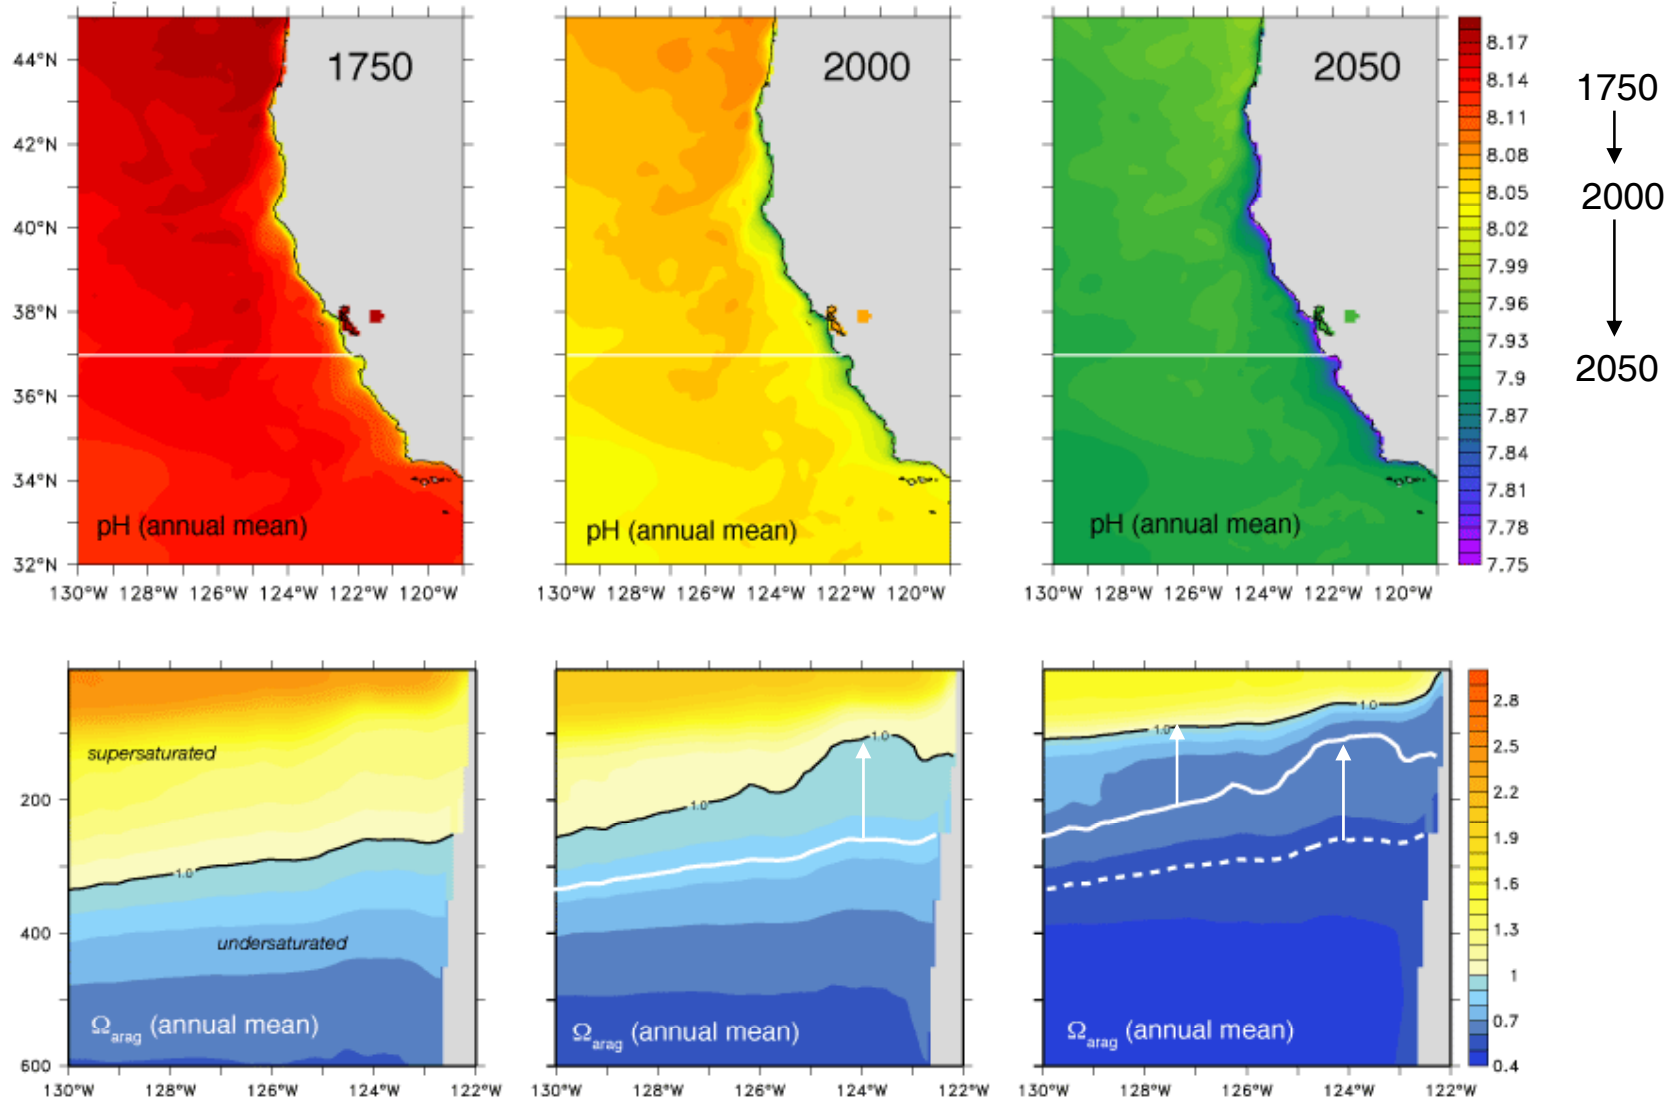 1750
2000
2050
44°N
42°N
40°N
38°N
36°N
34°N
32°N
pH (annual mean)
pH (annual mean)
pH (annual mean)
130°W 128°W 126°W 124°W 122°W 120°W
130°W 128°W 126°W 124°W 122°W 120°W
130°W 128°W 126°W 124°W 122°W 120°W
8.17
8.14
8.11
8.08
8.05
8.02
7.99
7.96
7.93
7.9
7.87
7.84
7.81
7.78
7.75
1750
2000
2050
200
400
600
supersaturated
1.0
undersaturated
Ωarag (annual mean)
130°W 128°W 126°W 124°W 122°W
1.0
1.0
Ωarag (annual mean)
130°W 128°W 126°W 124°W 122°W
1.0
1.0
Ωarag (annual mean)
130°W 128°W 126°W 124°W 122°W
2.8
2.5
2.2
1.9
1.6
1.3
1
0.7
0.4